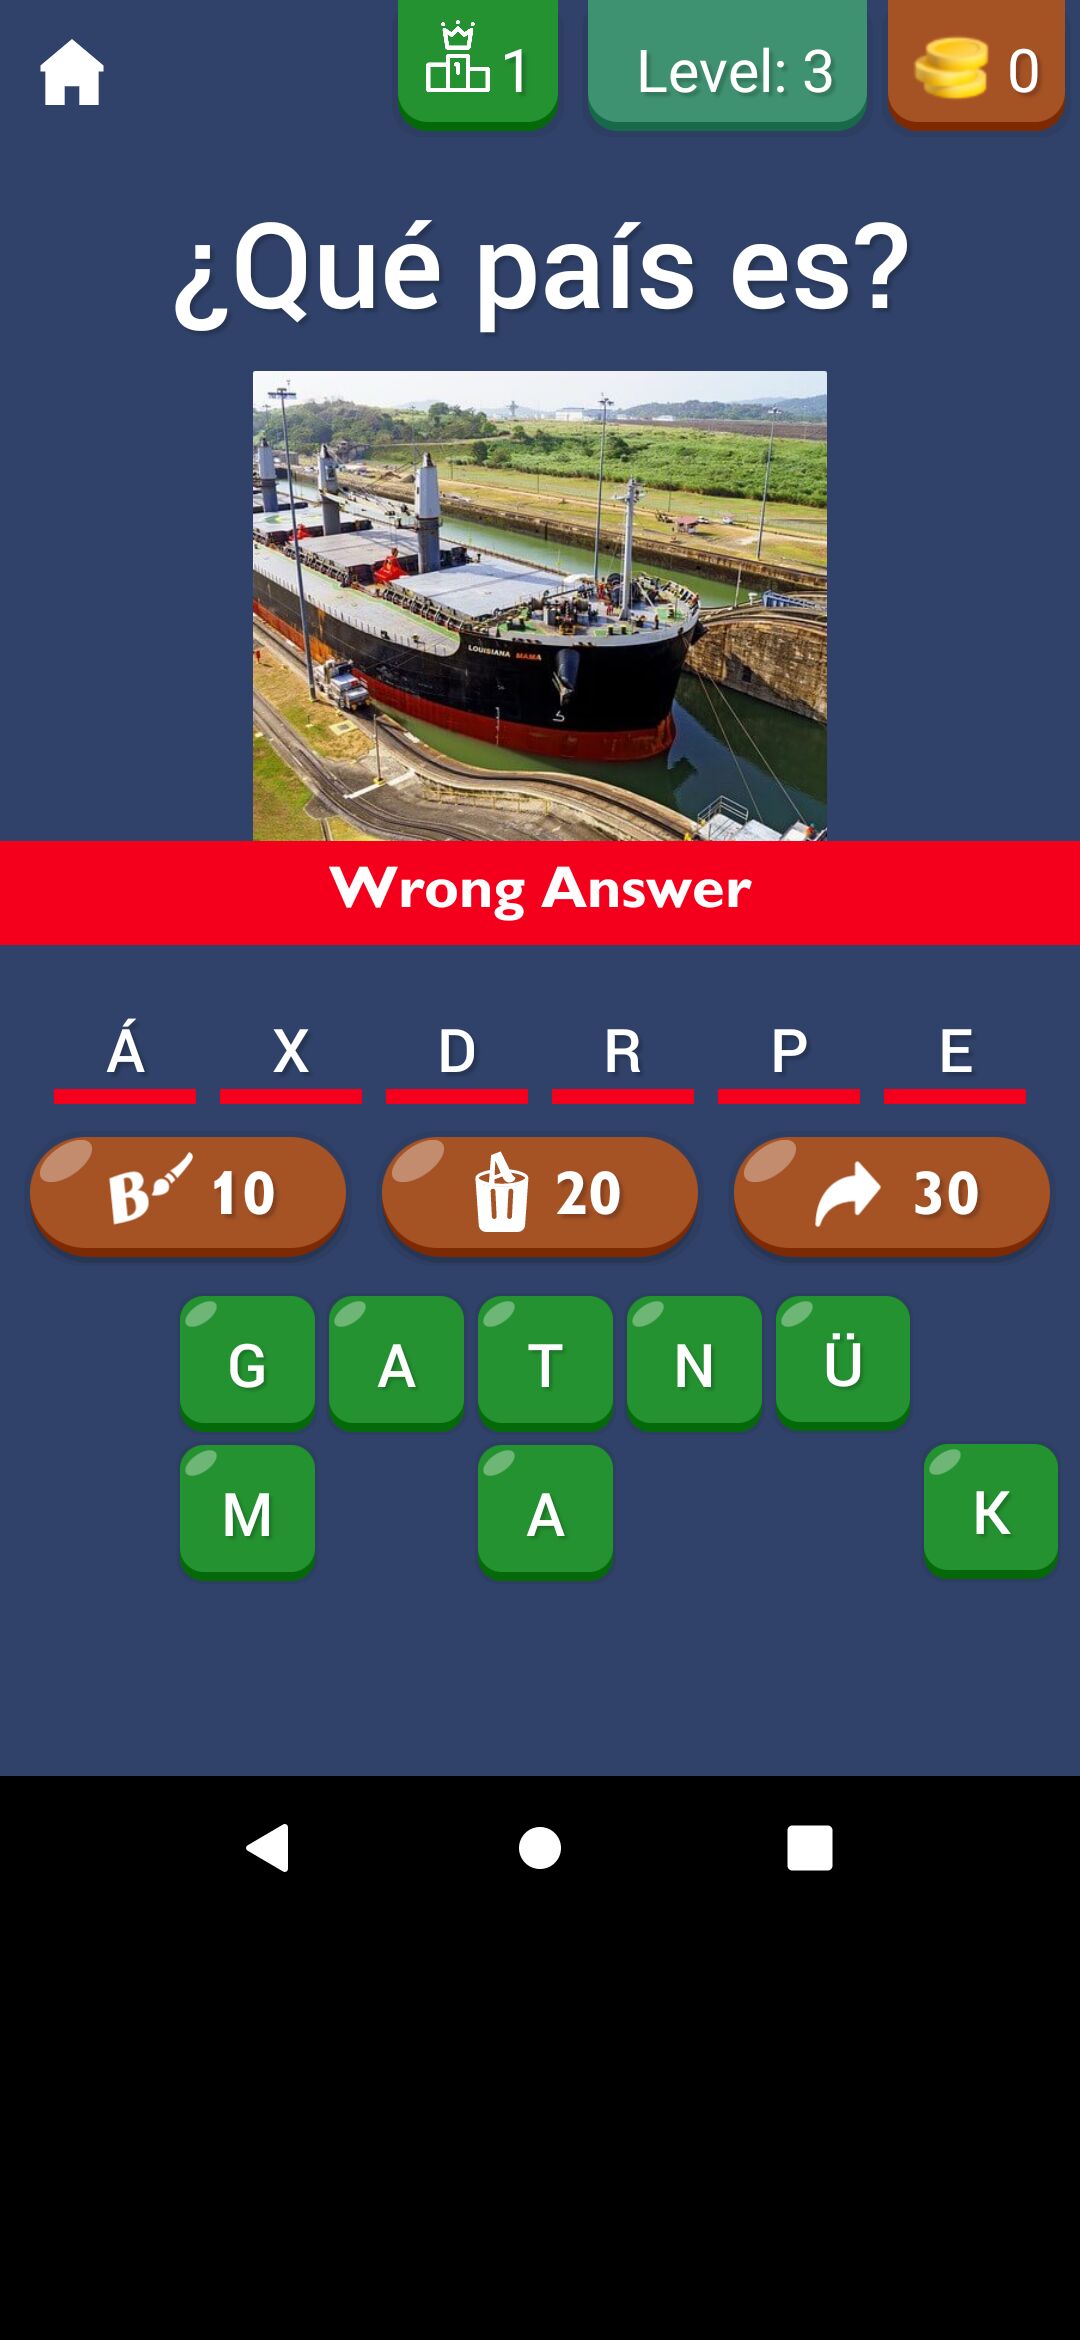 1
Level: 3
0
¿Qué país es?
LOUISIANA MAMA
Wrong Answer
Á X D R P E
B 10
20
30
G A T N Ü
M A K